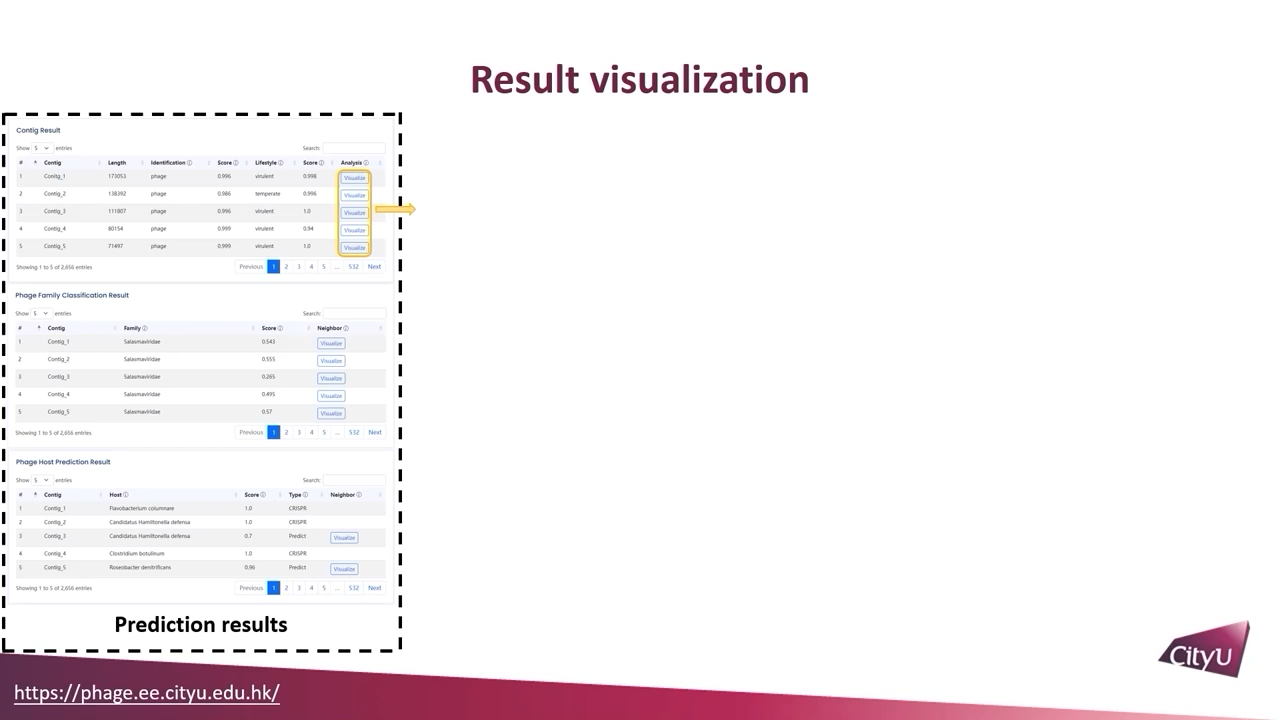 Result visualization
Contig Result
Show 5 entries Search:
# Contig Length Identification Score Lifestyle Score Analysis
1 Conitg_1 173053 phage 0.996 virulent 0.998 Visualize
2 Contig_2 138392 phage 0.986 temperate 0.996 Visualize
3 Contig_3 111807 phage 0.996 virulent 1.0 Visualize
4 Contig_4 80154 phage 0.999 virulent 0.94 Visualize
5 Contig_5 71497 phage 0.999 virulent 1.0 Visualize
Showing 1 to 5 of 2,656 entries Previous 1 2 3 4 5 ... 532 Next
Phage Family Classification Result
Show 5 entries Search:
# Contig Family Score Neighbor
1 Contig_1 Salasmaviridae 0.543 Visualize
2 Contig_2 Salasmaviridae 0.555 Visualize
3 Contig_3 Salasmaviridae 0.265 Visualize
4 Contig_4 Salasmaviridae 0.495 Visualize
5 Contig_5 Salasmaviridae 0.57 Visualize
Showing 1 to 5 of 2,656 entries Previous 1 2 3 4 5 ... 532 Next
Phage Host Prediction Result
Show 5 entries Search:
# Contig Host Score Type Neighbor
1 Contig_1 Flavobacterium columnare 1.0 CRISPR
2 Contig_2 Candidatus Hamiltonella defensa 1.0 CRISPR
3 Contig_3 Candidatus Hamiltonella defensa 0.7 Predict Visualize
4 Contig_4 Clostridium botulinum 1.0 CRISPR
5 Contig_5 Roseobacter denitrificans 0.96 Predict Visualize
Showing 1 to 5 of 2,656 entries Previous 1 2 3 4 5 ... 532 Next
Prediction results
CityU
https://phage.ee.cityu.edu.hk/